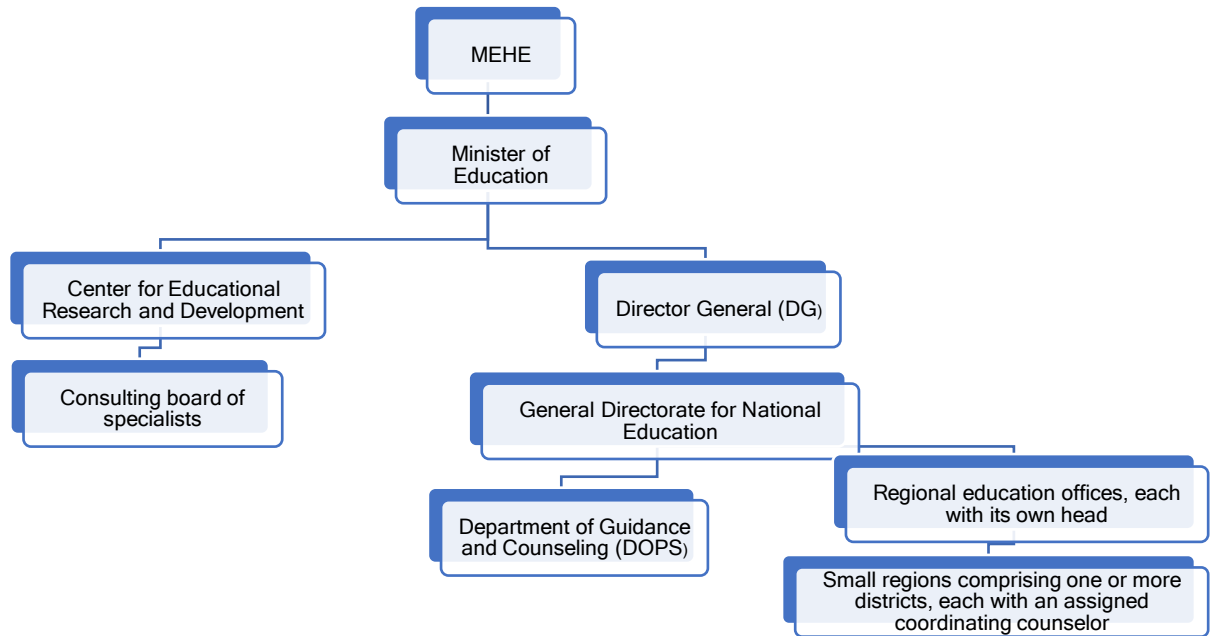 MEHE
Minister of
Education
Center for Educational
Research and Development
Director General (DG)
Consulting board of
specialists
General Directorate for National
Education
Department of Guidance
and Counseling (DOPS)
Regional education offices, each
with its own head
Small regions comprising one or more
districts, each with an assigned
coordinating counselor